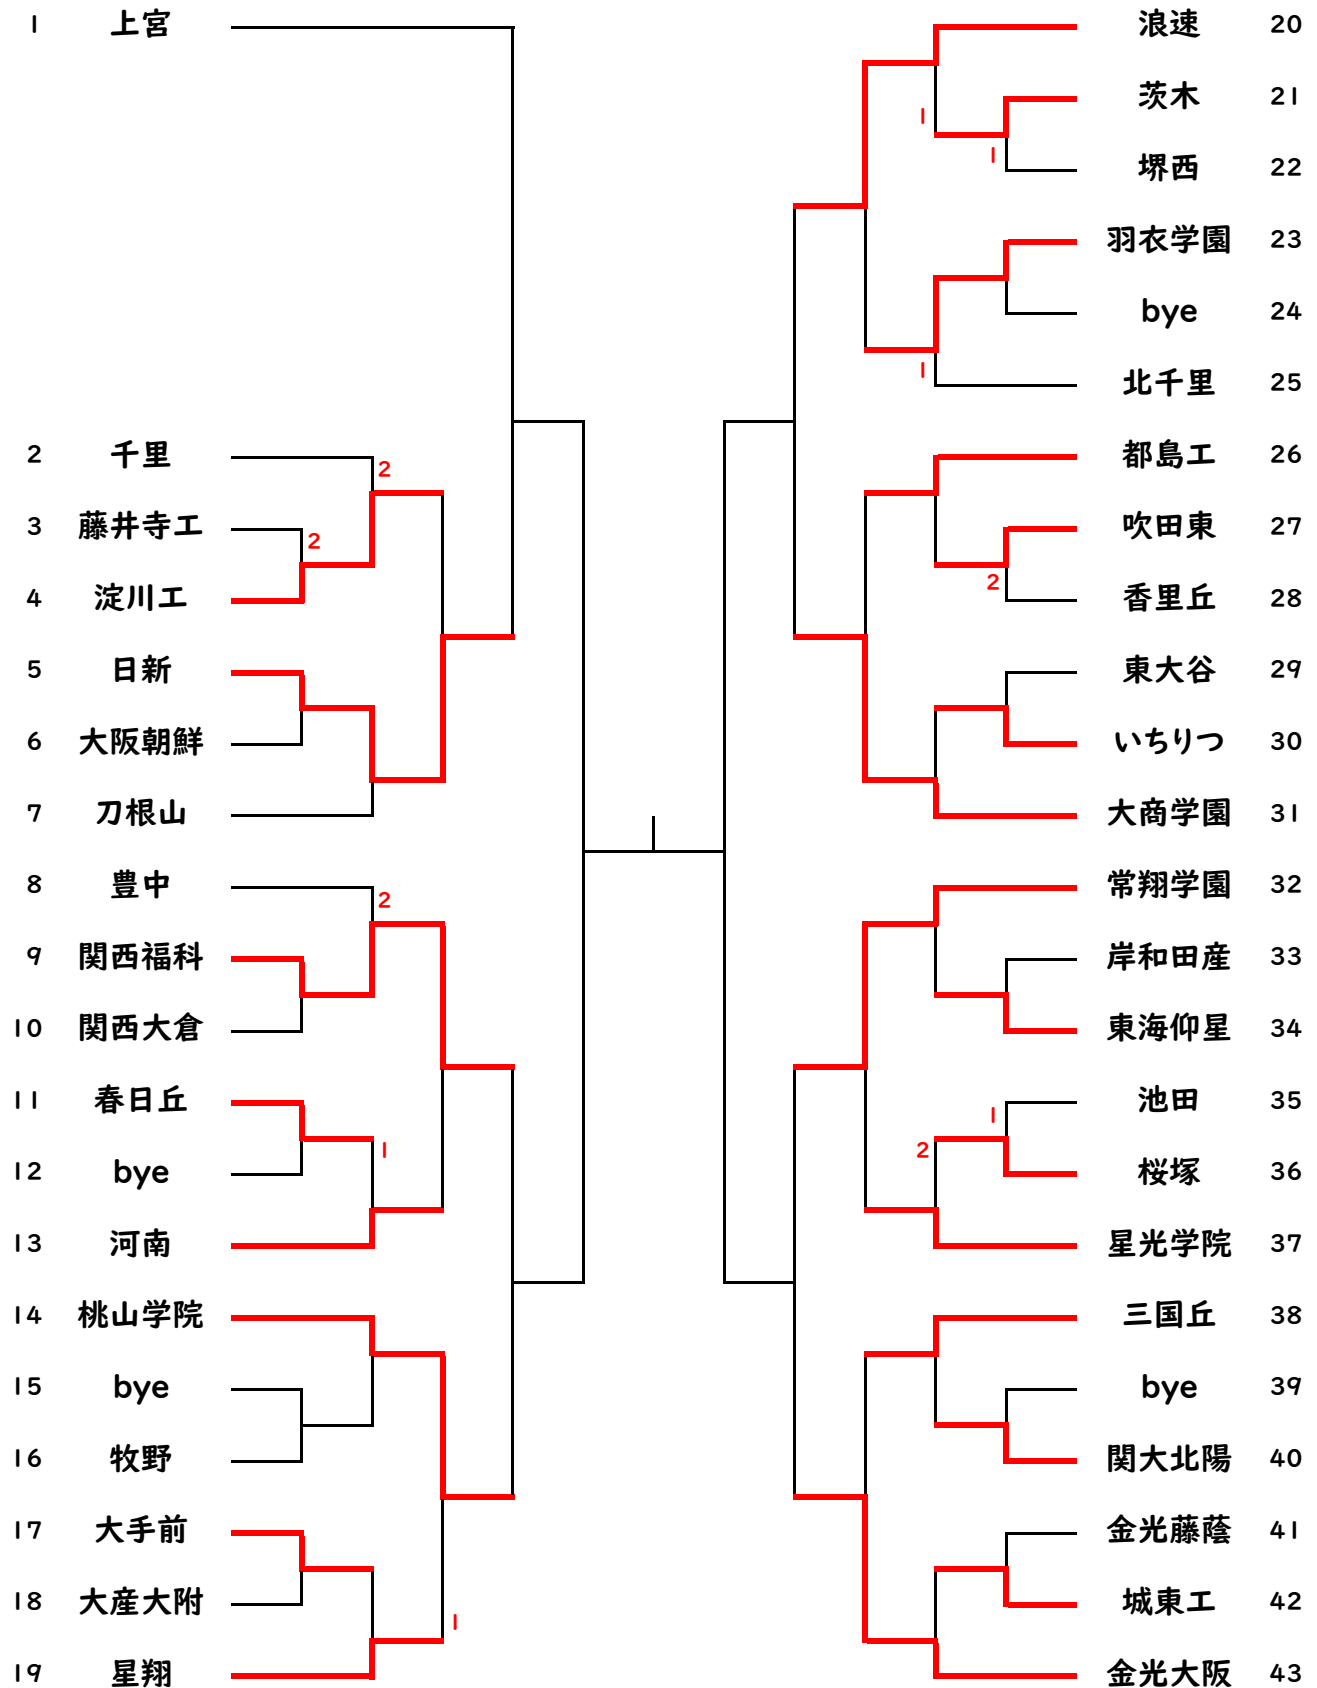 1 上宮
2 千里
2
3 藤井寺工
2
4 淀川工
5 日新
6 大阪朝鮮
7 刀根山
8 豊中
2
9 関西福科
10 関西大倉
11 春日丘
1
12 bye
13 河南
14 桃山学院
15 bye
16 牧野
17 大手前
18 大産大附
1
19 星翔
浪速 20
茨木 21
1
1
堺西 22
羽衣学園 23
bye 24
1
北千里 25
都島工 26
吹田東 27
2
香里丘 28
東大谷 29
いちりつ 30
大商学園 31
常翔学園 32
岸和田産 33
東海仰星 34
池田 35
1
2
桜塚 36
星光学院 37
三国丘 38
bye 39
関大北陽 40
金光藤蔭 41
城東工 42
金光大阪 43